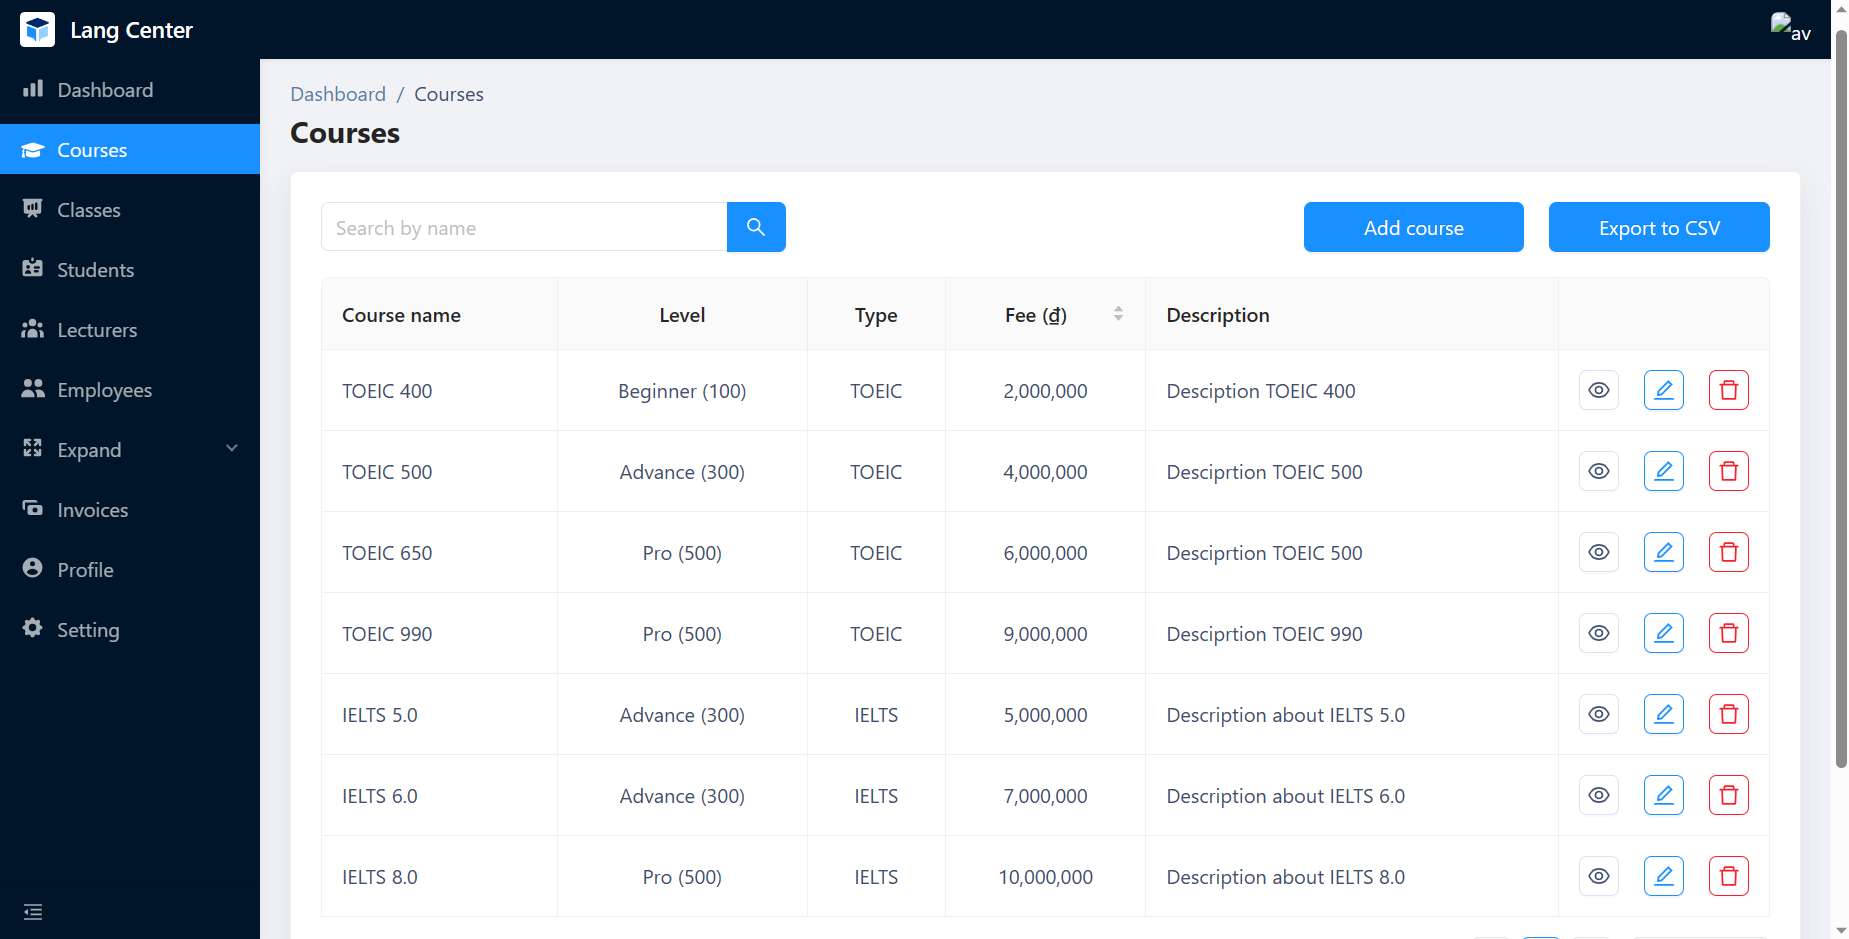 Lang Center
av
Dashboard
Courses
Classes
Students
Lecturers
Employees
Expand
Invoices
Profile
Setting
Dashboard / Courses
Courses
Search by name
Add course
Export to CSV
Course name Level Type Fee (₫) Description
TOEIC 400 Beginner (100) TOEIC 2,000,000 Desciption TOEIC 400
TOEIC 500 Advance (300) TOEIC 4,000,000 Desciprtion TOEIC 500
TOEIC 650 Pro (500) TOEIC 6,000,000 Desciprtion TOEIC 500
TOEIC 990 Pro (500) TOEIC 9,000,000 Desciprtion TOEIC 990
IELTS 5.0 Advance (300) IELTS 5,000,000 Description about IELTS 5.0
IELTS 6.0 Advance (300) IELTS 7,000,000 Description about IELTS 6.0
IELTS 8.0 Pro (500) IELTS 10,000,000 Description about IELTS 8.0